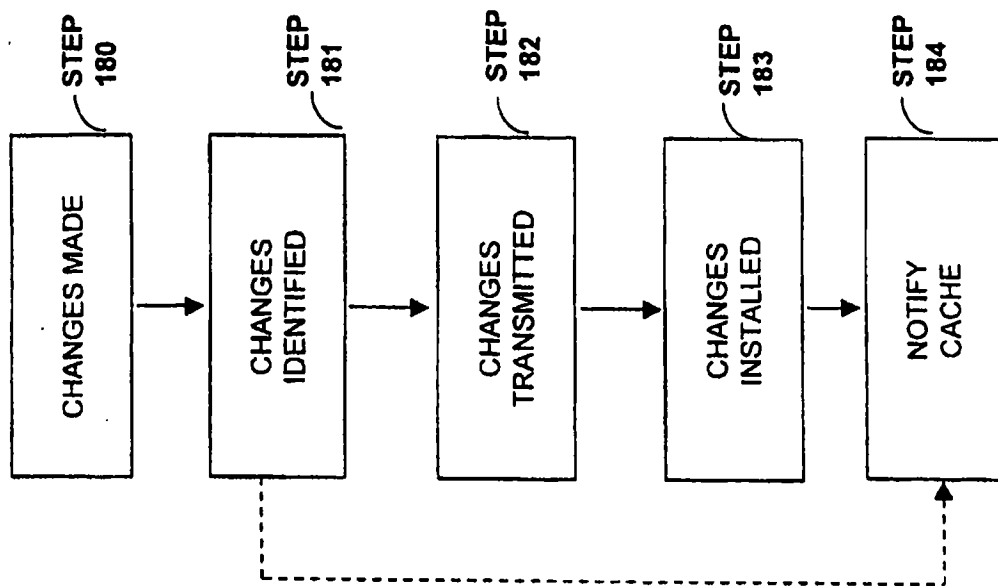 CHANGES MADE
STEP
180
CHANGES
IDENTIFIED
STEP
181
CHANGES
TRANSMITTED
STEP
182
CHANGES
INSTALLED
STEP
183
NOTIFY
CACHE
STEP
184